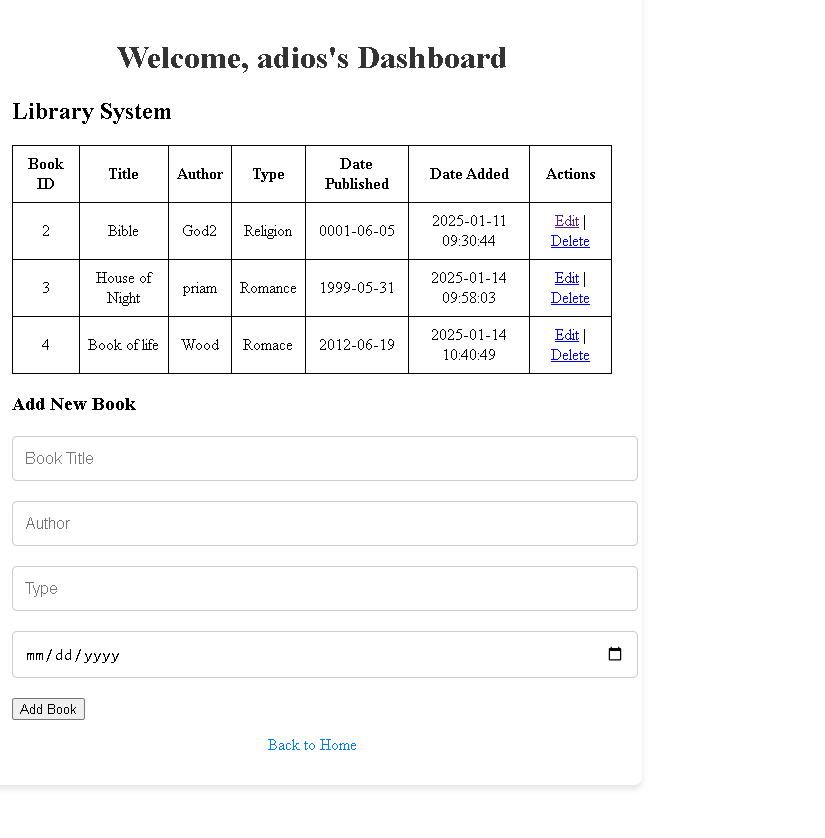 Welcome, adios's Dashboard
Library System
Book ID Title Author Type Date Published Date Added Actions
2 Bible God2 Religion 0001-06-05 2025-01-11 09:30:44 Edit | Delete
3 House of Night priam Romance 1999-05-31 2025-01-14 09:58:03 Edit | Delete
4 Book of life Wood Romace 2012-06-19 2025-01-14 10:40:49 Edit | Delete
Add New Book
Book Title
Author
Type
mm/dd/yyyy
Add Book
Back to Home